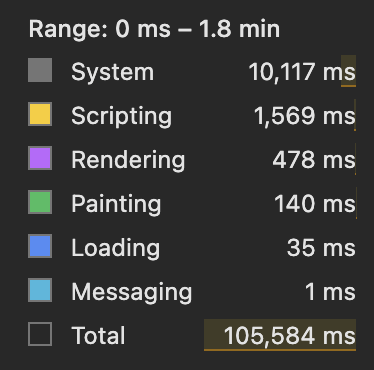 Range: 0 ms – 1.8 min
System 10,117 ms
Scripting 1,569 ms
Rendering 478 ms
Painting 140 ms
Loading 35 ms
Messaging 1 ms
Total 105,584 ms